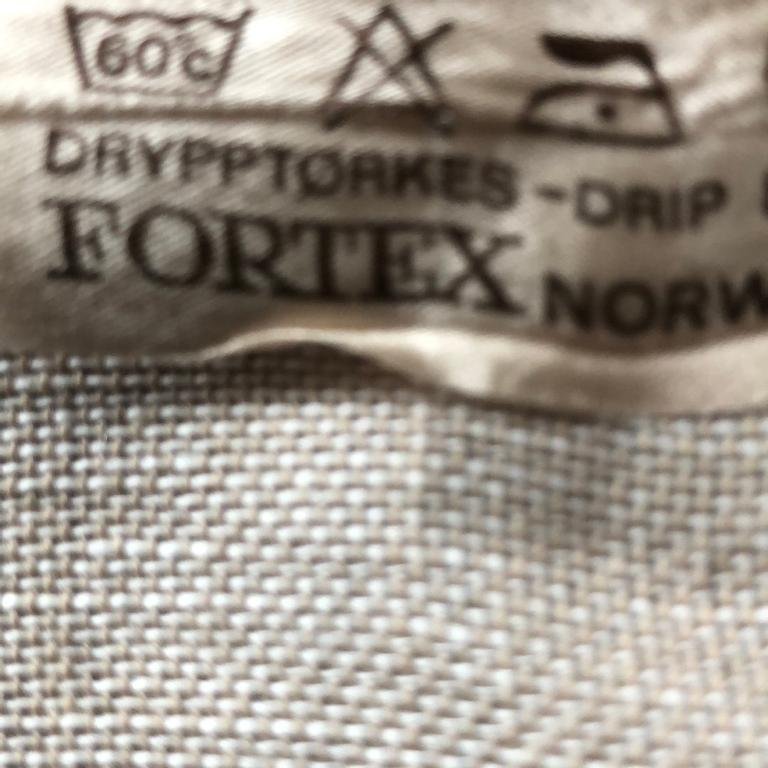 60°C
DRYPPTØRKES - DRIP
FORTEX NORW